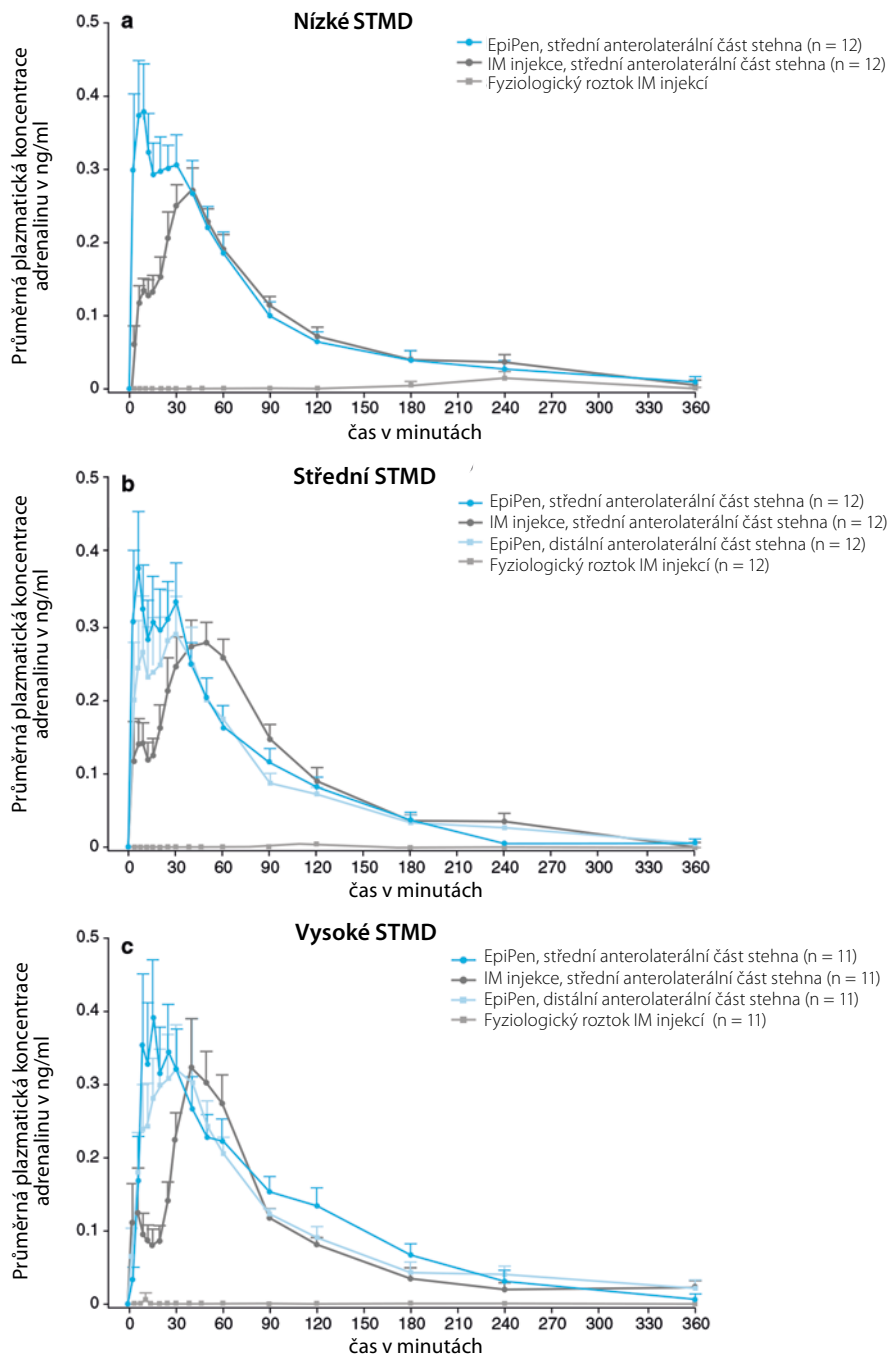 a
Nízké STMD
EpiPen, střední anterolaterální část stehna (n = 12)
IM injekce, střední anterolaterální část stehna (n = 12)
Fyziologický roztok IM injekcí
Průměrná plazmatická koncentrace
adrenalinu v ng/ml
0.5
0.4
0.3
0.2
0.1
0
0 30 60 90 120 150 180 210 240 270 300 330 360
čas v minutách
b
Střední STMD
EpiPen, střední anterolaterální část stehna (n = 12)
IM injekce, střední anterolaterální část stehna (n = 12)
EpiPen, distální anterolaterální část stehna (n = 12)
Fyziologický roztok IM injekcí (n = 12)
Průměrná plazmatická koncentrace
adrenalinu v ng/ml
0.5
0.4
0.3
0.2
0.1
0
0 30 60 90 120 150 180 210 240 270 300 330 360
čas v minutách
c
Vysoké STMD
EpiPen, střední anterolaterální část stehna (n = 11)
IM injekce, střední anterolaterální část stehna (n = 11)
EpiPen, distální anterolaterální část stehna (n = 11)
Fyziologický roztok IM injekcí (n = 11)
Průměrná plazmatická koncentrace
adrenalinu v ng/ml
0.5
0.4
0.3
0.2
0.1
0
0 30 60 90 120 150 180 210 240 270 300 330 360
čas v minutách